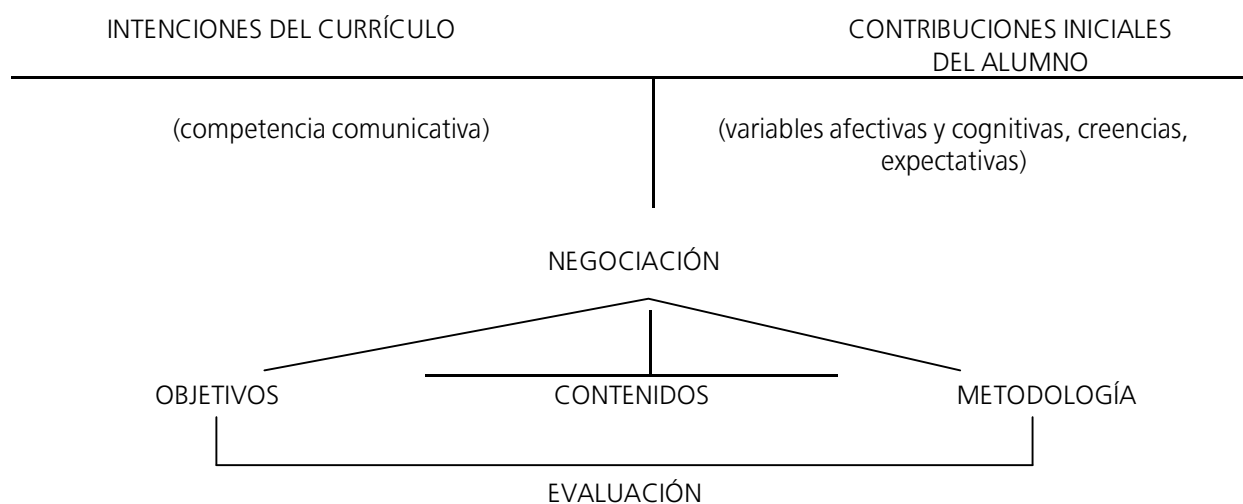 INTENCIONES DEL CURRÍCULO
CONTRIBUCIONES INICIALES
DEL ALUMNO
(competencia comunicativa)
(variables afectivas y cognitivas, creencias,
expectativas)
NEGOCIACIÓN
OBJETIVOS
CONTENIDOS
METODOLOGÍA
EVALUACIÓN